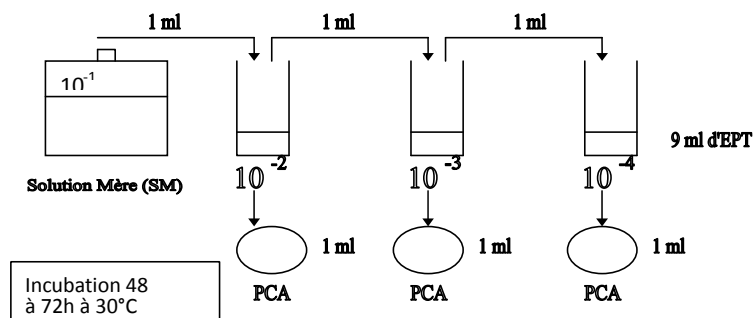 1 ml 1 ml 1 ml
10⁻¹
9 ml d'EPT
10⁻² 10⁻³ 10⁻⁴
Solution Mère (SM)
1 ml 1 ml 1 ml
PCA PCA PCA
Incubation 48
à 72h à 30°C